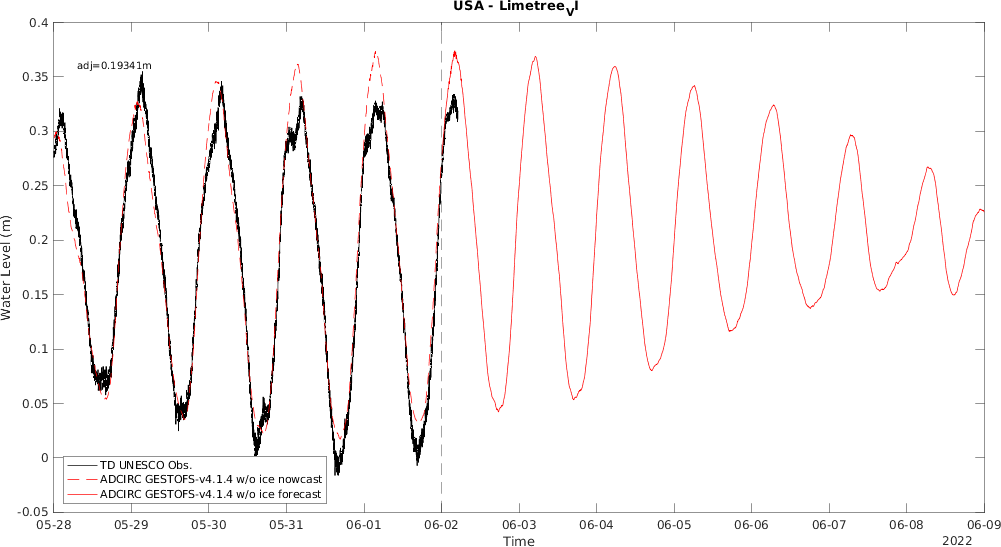 USA - Limetree_VI
0.4
0.35
0.3
0.25
0.2
0.15
0.1
0.05
0
-0.05
Water Level (m)
adj=0.19341m
TD UNESCO Obs.
ADCIRC GESTOFS-v4.1.4 w/o ice nowcast
ADCIRC GESTOFS-v4.1.4 w/o ice forecast
05-28 05-29 05-30 05-31 06-01 06-02 06-03 06-04 06-05 06-06 06-07 06-08 06-09
Time
2022